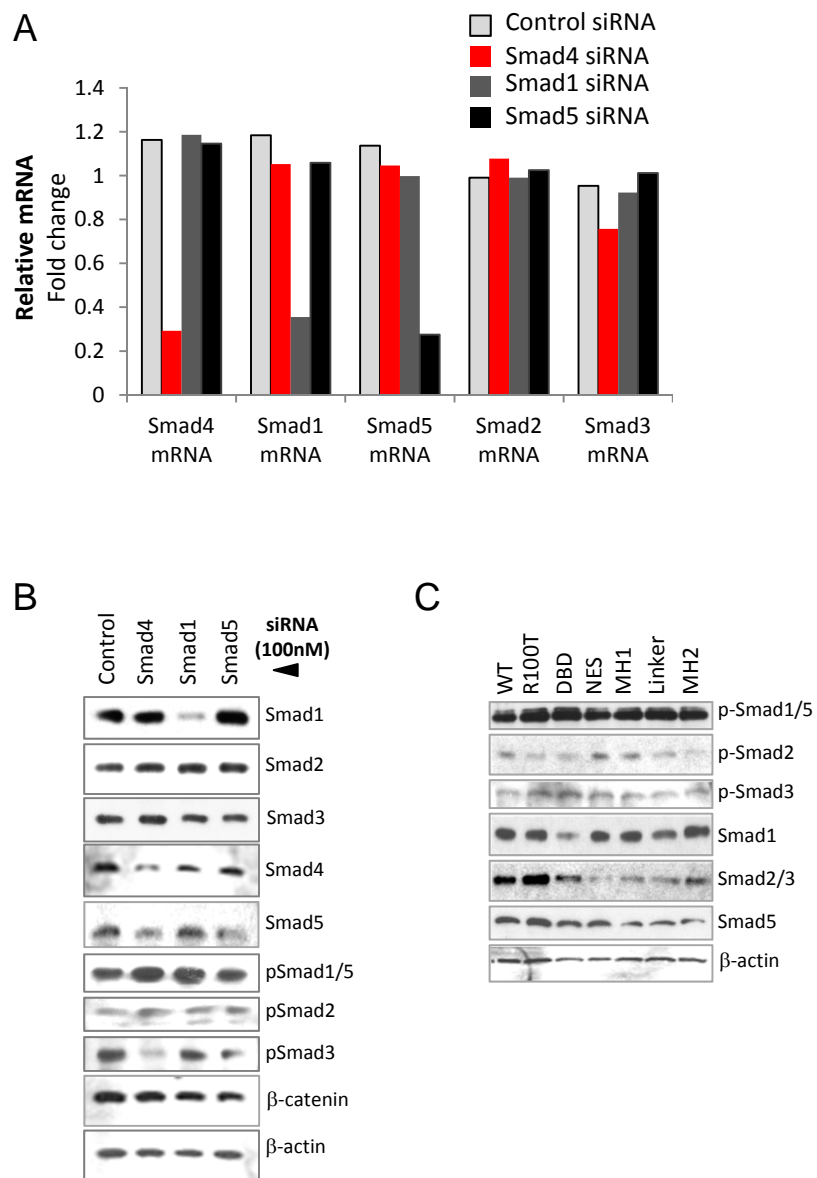 A
Control siRNA
Smad4 siRNA
Smad1 siRNA
Smad5 siRNA
Relative mRNA
Fold change
1.4
1.2
1
0.8
0.6
0.4
0.2
0
Smad4 mRNA
Smad1 mRNA
Smad5 mRNA
Smad2 mRNA
Smad3 mRNA
B
Control
Smad4
Smad1
Smad5
siRNA
(100nM)
Smad1
Smad2
Smad3
Smad4
Smad5
pSmad1/5
pSmad2
pSmad3
β-catenin
β-actin
C
WT
R100T
DBD
NES
MH1
Linker
MH2
p-Smad1/5
p-Smad2
p-Smad3
Smad1
Smad2/3
Smad5
β-actin